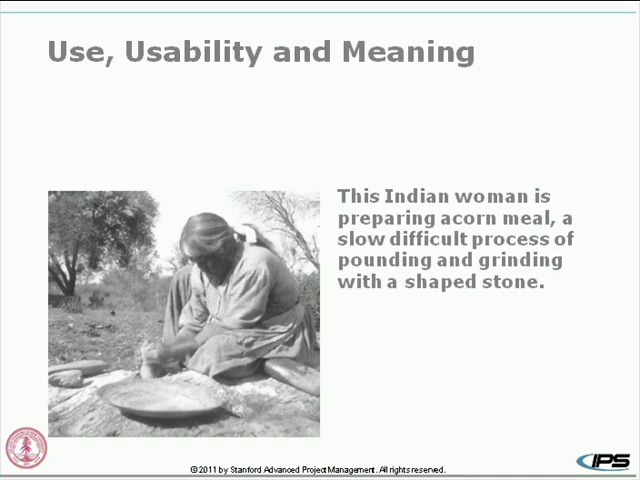 Use, Usability and Meaning
This Indian woman is
preparing acorn meal, a
slow difficult process of
pounding and grinding
with a shaped stone.
© 2011 by Stanford Advanced Project Management. All rights reserved.
IPS